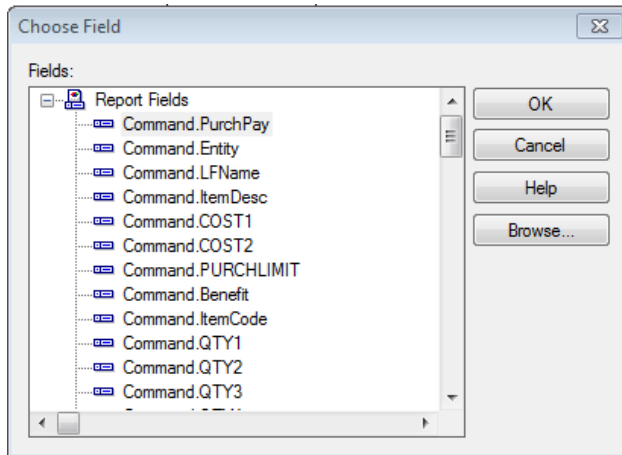 Choose Field
Fields:
Report Fields
Command.PurchPay
Command.Entity
Command.LFName
Command.ItemDesc
Command.COST1
Command.COST2
Command.PURCHLIMIT
Command.Benefit
Command.ItemCode
Command.QTY1
Command.QTY2
Command.QTY3
OK
Cancel
Help
Browse...